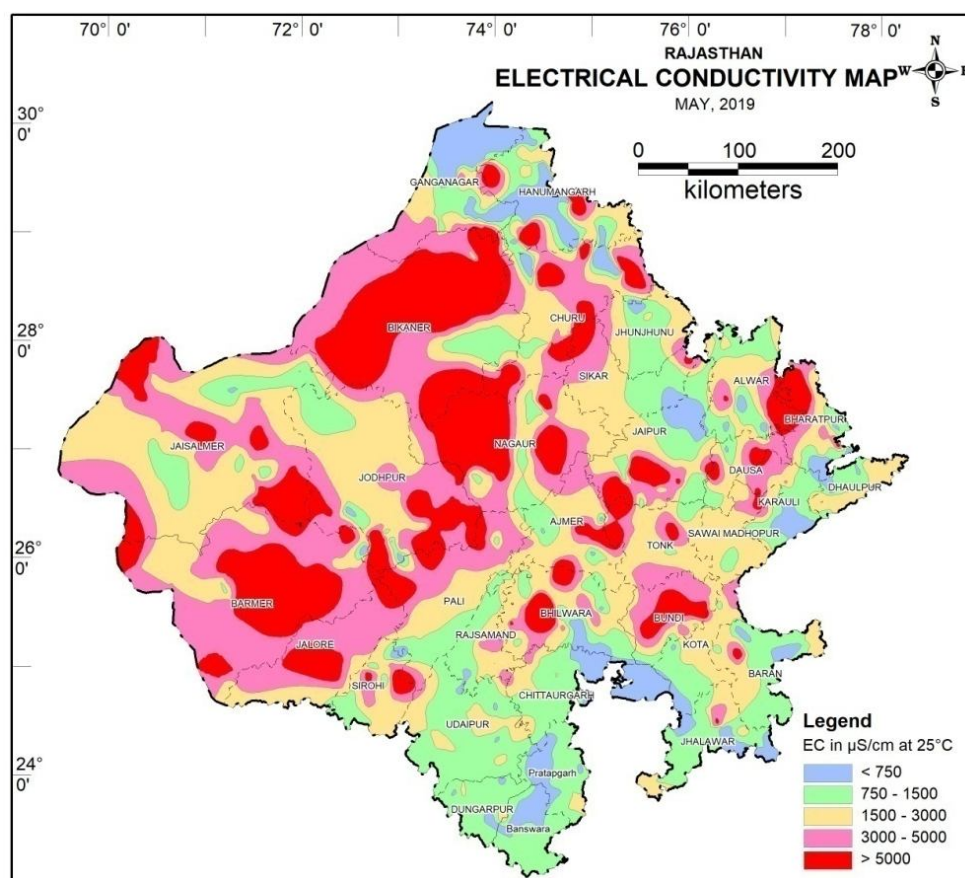 70° 0' 72° 0' 74° 0' 76° 0' 78° 0'
RAJASTHAN
ELECTRICAL CONDUCTIVITY MAP
MAY, 2019
N
W E
S
0 100 200
kilometers
30°
0'
28°
0'
26°
0'
24°
0'
GANGANAGAR
HANUMANGARH
BIKANER
CHURU
JHUNJHUNU
SIKAR
ALWAR
BHARATPUR
JAISALMER
NAGAUR
JAIPUR
JODHPUR
DAUSA
DHAULPUR
KARAULI
AJMER
TONK
SAWAI MADHOPUR
BARMER
PALI
BHILWARA
BUNDI
RAJSAMAND
KOTA
JALORE
SIROHI
CHITTAURGARH
BARAN
UDAIPUR
JHALAWAR
Pratapgarh
DUNGARPUR
Banswara
Legend
EC in µS/cm at 25°C
< 750
750 - 1500
1500 - 3000
3000 - 5000
> 5000